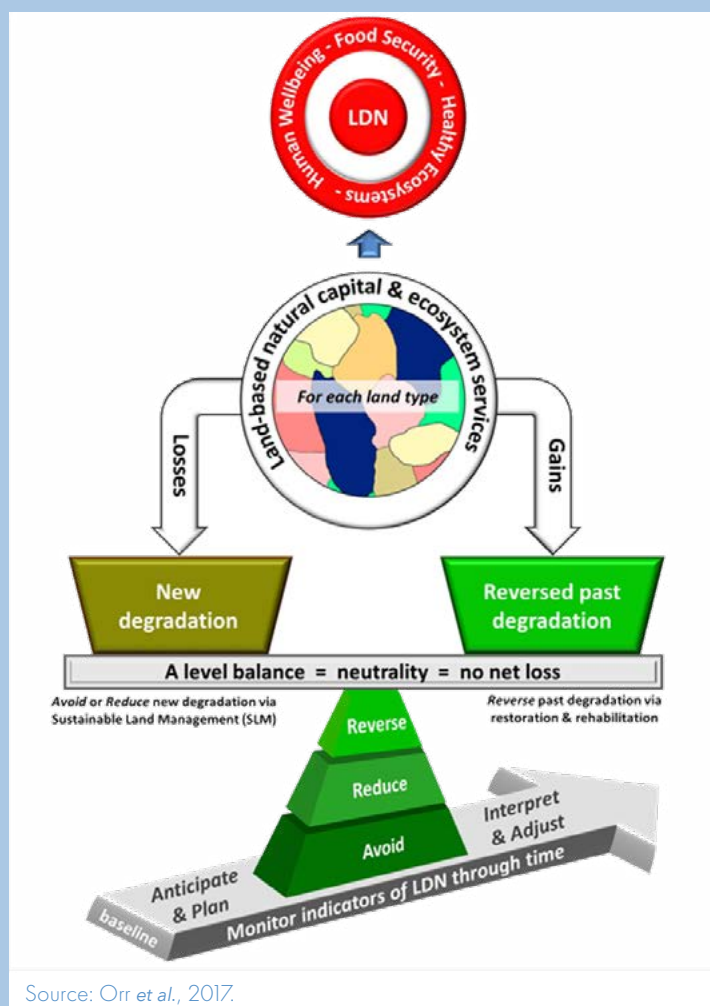 Human Wellbeing - Food Security - Healthy Ecosystems -
LDN
Land-based natural capital & ecosystem services
For each land type
Losses
Gains
New
degradation
Reversed past
degradation
A level balance = neutrality = no net loss
Avoid or Reduce new degradation via
Sustainable Land Management (SLM)
Reverse past degradation via
restoration & rehabilitation
Reverse
Reduce
Avoid
Anticipate
& Plan
Interpret
& Adjust
baseline
Monitor indicators of LDN through time
Source: Orr et al., 2017.